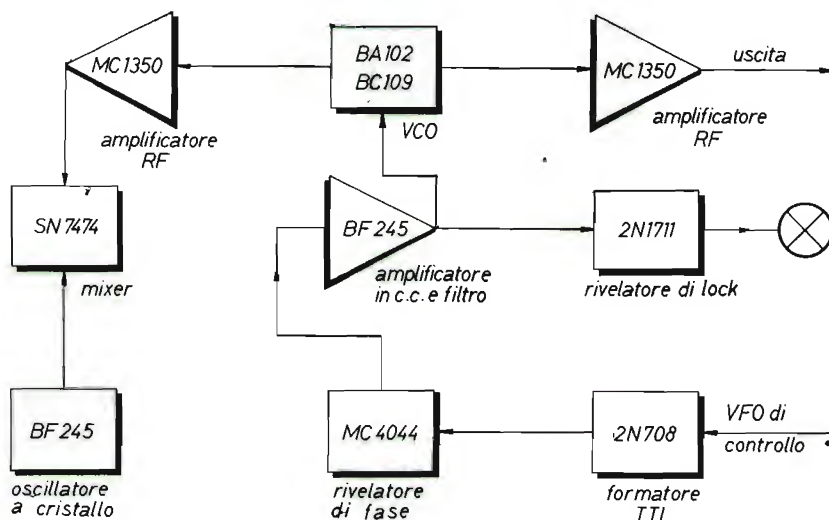 MC1350
amplificatore
RF
BA102
BC109
VCO
MC1350
amplificatore
RF
uscita
SN7474
mixer
BF245
amplificatore
in c.c. e filtro
2N1711
rivelatore di lock
BF245
oscillatore
a cristallo
MC4044
rivelatore
di fase
2N708
formatore
TTL
VFO di
controllo